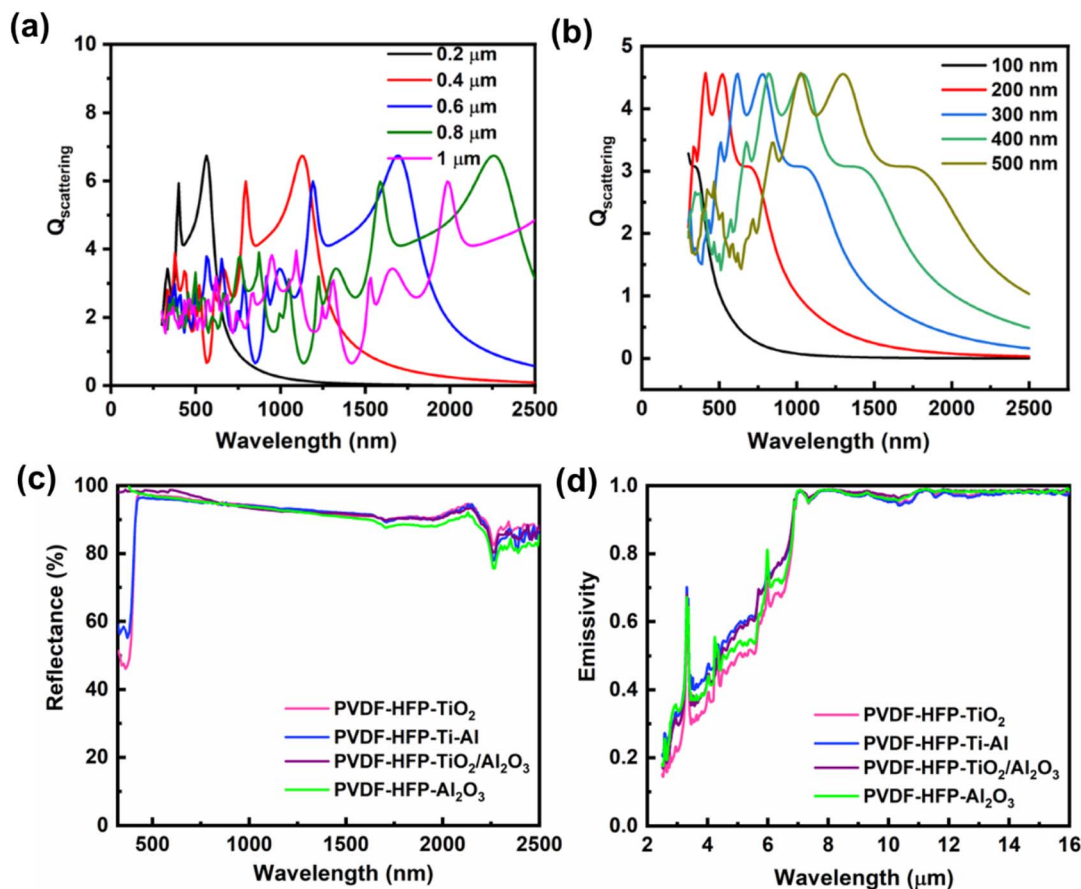 (a)
10
8
6
4
2
0
0 500 1000 1500 2000 2500
Q_scattering
Wavelength (nm)
0.2 μm
0.4 μm
0.6 μm
0.8 μm
1 μm
(b)
5
4
3
2
1
0
0 500 1000 1500 2000 2500
Q_scattering
Wavelength (nm)
100 nm
200 nm
300 nm
400 nm
500 nm
(c)
100
80
60
40
20
0
500 1000 1500 2000 2500
Reflectance (%)
Wavelength (nm)
PVDF-HFP-TiO₂
PVDF-HFP-Ti-Al
PVDF-HFP-TiO₂/Al₂O₃
PVDF-HFP-Al₂O₃
(d)
1.0
0.8
0.6
0.4
0.2
0.0
2 4 6 8 10 12 14 16
Emissivity
Wavelength (μm)
PVDF-HFP-TiO₂
PVDF-HFP-Ti-Al
PVDF-HFP-TiO₂/Al₂O₃
PVDF-HFP-Al₂O₃